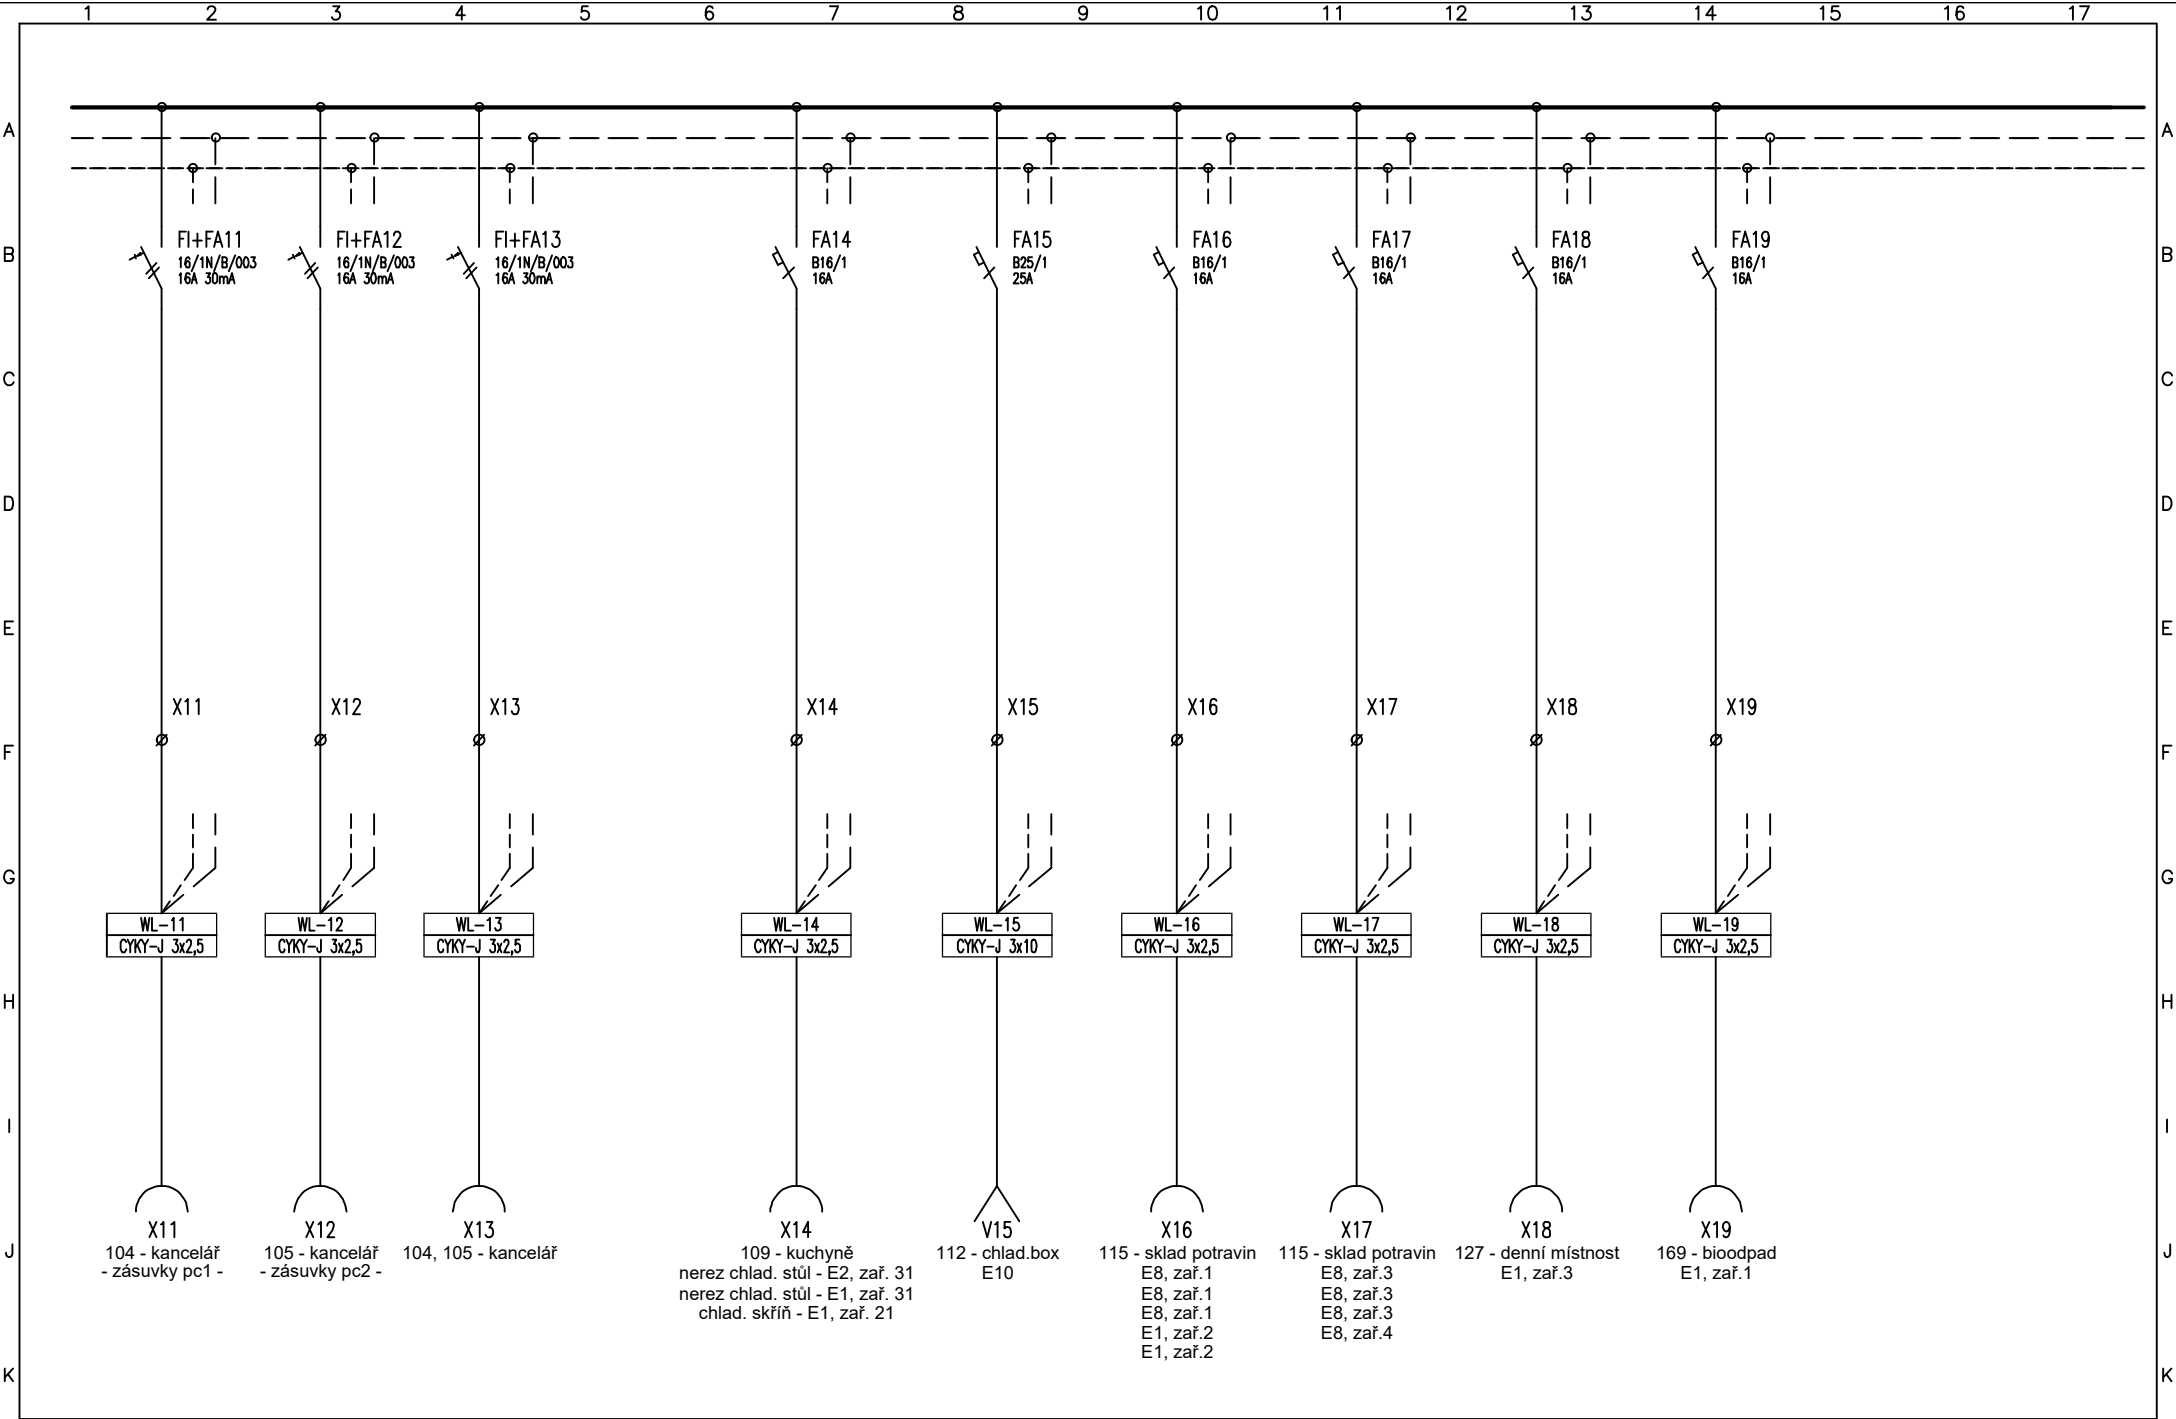 1 2 3 4 5 6 7 8 9 10 11 12 13 14 15 16 17
A A
FI+FA11 FI+FA12 FI+FA13 FA14 FA15 FA16 FA17 FA18 FA19
B 16/1N/B/003 16/1N/B/003 16/1N/B/003 B16/1 B25/1 B16/1 B16/1 B16/1 B16/1 B
16A 30mA 16A 30mA 16A 30mA 16A 25A 16A 16A 16A 16A
C C
D D
E E
X11 X12 X13 X14 X15 X16 X17 X18 X19
F F
G G
WL-11 WL-12 WL-13 WL-14 WL-15 WL-16 WL-17 WL-18 WL-19
CYKY-J 3x2,5 CYKY-J 3x2,5 CYKY-J 3x2,5 CYKY-J 3x2,5 CYKY-J 3x10 CYKY-J 3x2,5 CYKY-J 3x2,5 CYKY-J 3x2,5 CYKY-J 3x2,5
H H
I I
X11 X12 X13 X14 V15 X16 X17 X18 X19
J 104 - kancelář 105 - kancelář 104, 105 - kancelář 109 - kuchyně 112 - chlad.box 115 - sklad potravin 115 - sklad potravin 127 - denní místnost 169 - bioodpad J
- zásuvky pc1 - - zásuvky pc2 - nerez chlad. stůl - E2, zař. 31 E10 E8, zař.1 E8, zař.3 E1, zař.3 E1, zař.1
nerez chlad. stůl - E1, zař. 31 E8, zař.1 E8, zař.3
chlad. skříň - E1, zař. 21 E8, zař.1 E8, zař.3
E1, zař.2 E8, zař.4
E1, zař.2
K K